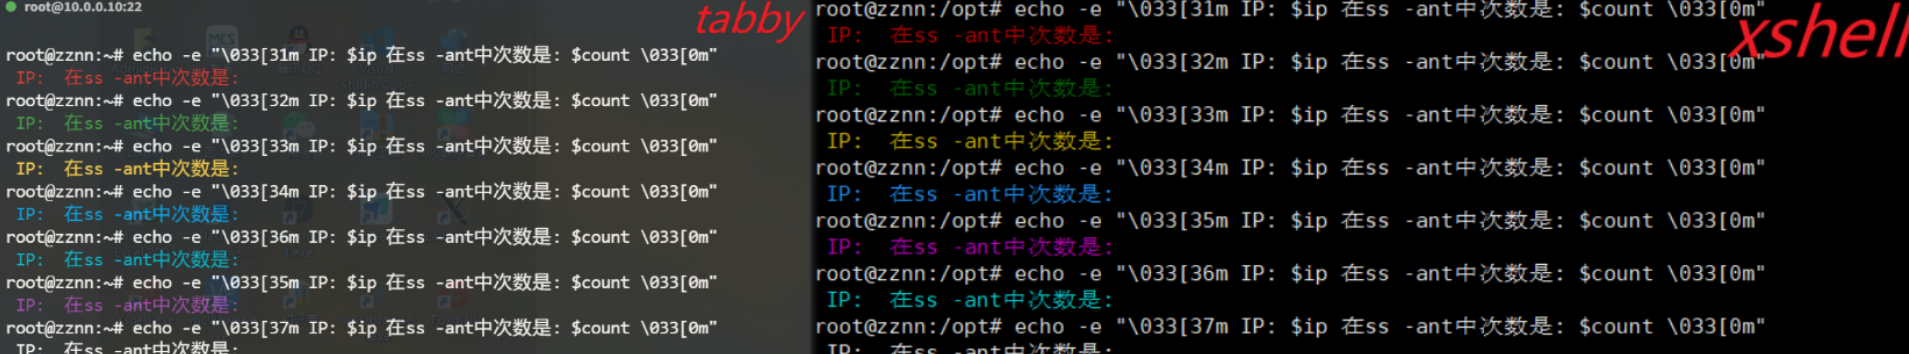 root@10.0.0.10:22
tabby
root@zznn:~# echo -e "\033[31m IP: $ip 在ss -ant中次数是: $count \033[0m"
IP:  在ss -ant中次数是:
root@zznn:~# echo -e "\033[32m IP: $ip 在ss -ant中次数是: $count \033[0m"
IP:  在ss -ant中次数是:
root@zznn:~# echo -e "\033[33m IP: $ip 在ss -ant中次数是: $count \033[0m"
IP:  在ss -ant中次数是:
root@zznn:~# echo -e "\033[34m IP: $ip 在ss -ant中次数是: $count \033[0m"
IP:  在ss -ant中次数是:
root@zznn:~# echo -e "\033[36m IP: $ip 在ss -ant中次数是: $count \033[0m"
IP:  在ss -ant中次数是:
root@zznn:~# echo -e "\033[35m IP: $ip 在ss -ant中次数是: $count \033[0m"
IP:  在ss -ant中次数是:
root@zznn:~# echo -e "\033[37m IP: $ip 在ss -ant中次数是: $count \033[0m"
IP:  在ss -ant中次数是:
root@zznn:/opt# echo -e "\033[31m IP: $ip 在ss -ant中次数是: $count \033[0m"
xshell
IP:  在ss -ant中次数是:
root@zznn:/opt# echo -e "\033[32m IP: $ip 在ss -ant中次数是: $count \033[0m"
IP:  在ss -ant中次数是:
root@zznn:/opt# echo -e "\033[33m IP: $ip 在ss -ant中次数是: $count \033[0m"
IP:  在ss -ant中次数是:
root@zznn:/opt# echo -e "\033[34m IP: $ip 在ss -ant中次数是: $count \033[0m"
IP:  在ss -ant中次数是:
root@zznn:/opt# echo -e "\033[35m IP: $ip 在ss -ant中次数是: $count \033[0m"
IP:  在ss -ant中次数是:
root@zznn:/opt# echo -e "\033[36m IP: $ip 在ss -ant中次数是: $count \033[0m"
IP:  在ss -ant中次数是:
root@zznn:/opt# echo -e "\033[37m IP: $ip 在ss -ant中次数是: $count \033[0m"
IP:  在ss -ant中次数是: